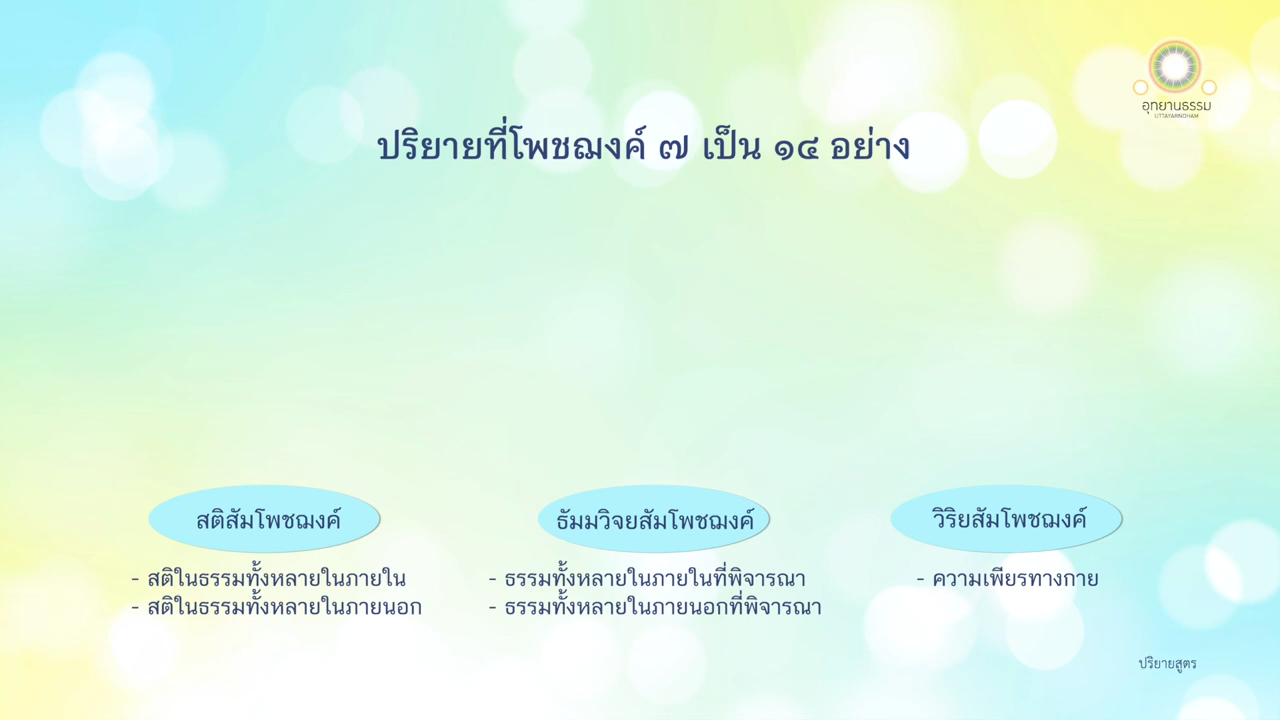 อุทยานธรรม
UTTAYARNDHAM
ปริยายที่โพชฌงค์ ๗ เป็น ๑๔ อย่าง
สติสัมโพชฌงค์
- สติในธรรมทั้งหลายในภายใน
- สติในธรรมทั้งหลายในภายนอก
ธัมมวิจยสัมโพชฌงค์
- ธรรมทั้งหลายในภายในที่พิจารณา
- ธรรมทั้งหลายในภายนอกที่พิจารณา
วิริยสัมโพชฌงค์
- ความเพียรทางกาย
ปริยายสูตร